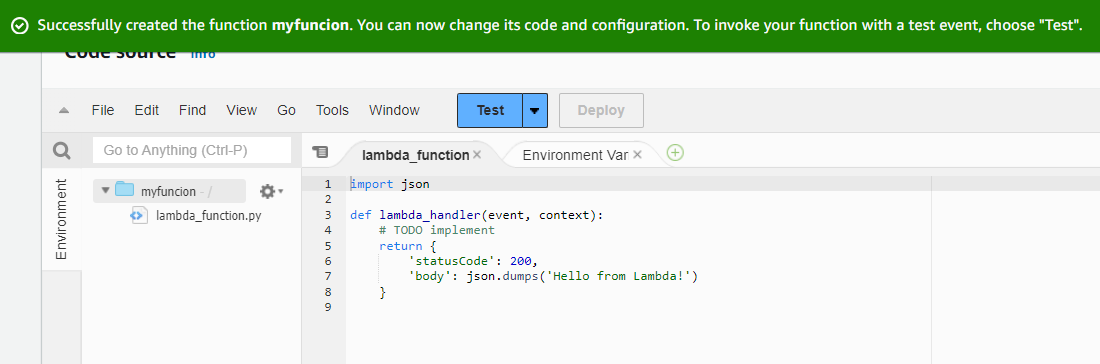 Successfully created the function myfuncion. You can now change its code and configuration. To invoke your function with a test event, choose "Test".
Code source Info
File Edit Find View Go Tools Window Test Deploy
Go to Anything (Ctrl-P)
lambda_function Environment Var
Environment
myfuncion - /
lambda_function.py
1 import json
2
3 def lambda_handler(event, context):
4     # TODO implement
5     return {
6         'statusCode': 200,
7         'body': json.dumps('Hello from Lambda!')
8     }
9